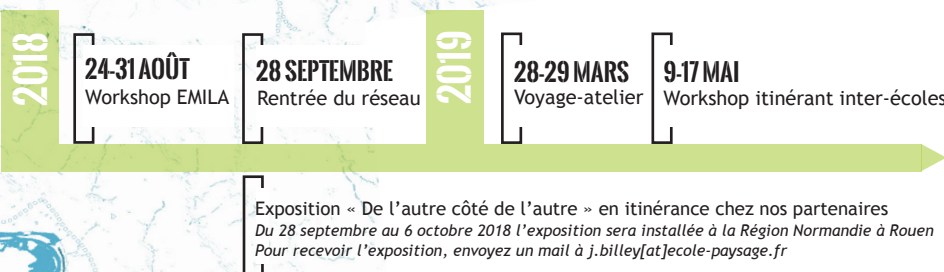 2018
24-31 AOÛT
Workshop EMILA
28 SEPTEMBRE
Rentrée du réseau
2019
28-29 MARS
Voyage-atelier
9-17 MAI
Workshop itinérant inter-écoles
Exposition « De l’autre côté de l’autre » en itinérance chez nos partenaires
Du 28 septembre au 6 octobre 2018 l’exposition sera installée à la Région Normandie à Rouen
Pour recevoir l’exposition, envoyez un mail à j.billey[at]ecole-paysage.fr